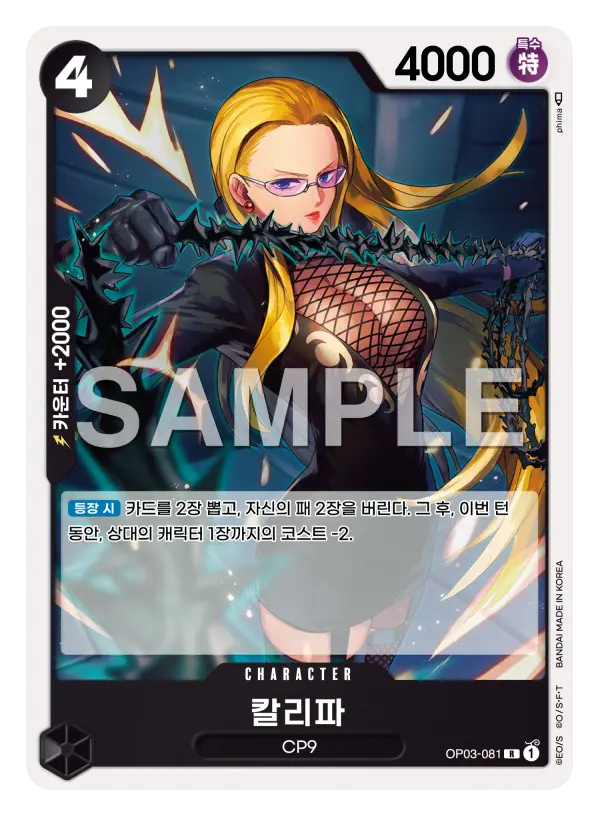 4
4000
특수
特
phima
카운터 +2000
SAMPLE
등장 시 카드를 2장 뽑고, 자신의 패 2장을 버린다. 그 후, 이번 턴
동안, 상대의 캐릭터 1장까지의 코스트 -2.
CHARACTER
칼리파
CP9
OP03-081 R 1
©EO/S ©O/S·F·T BANDAI MADE IN KOREA